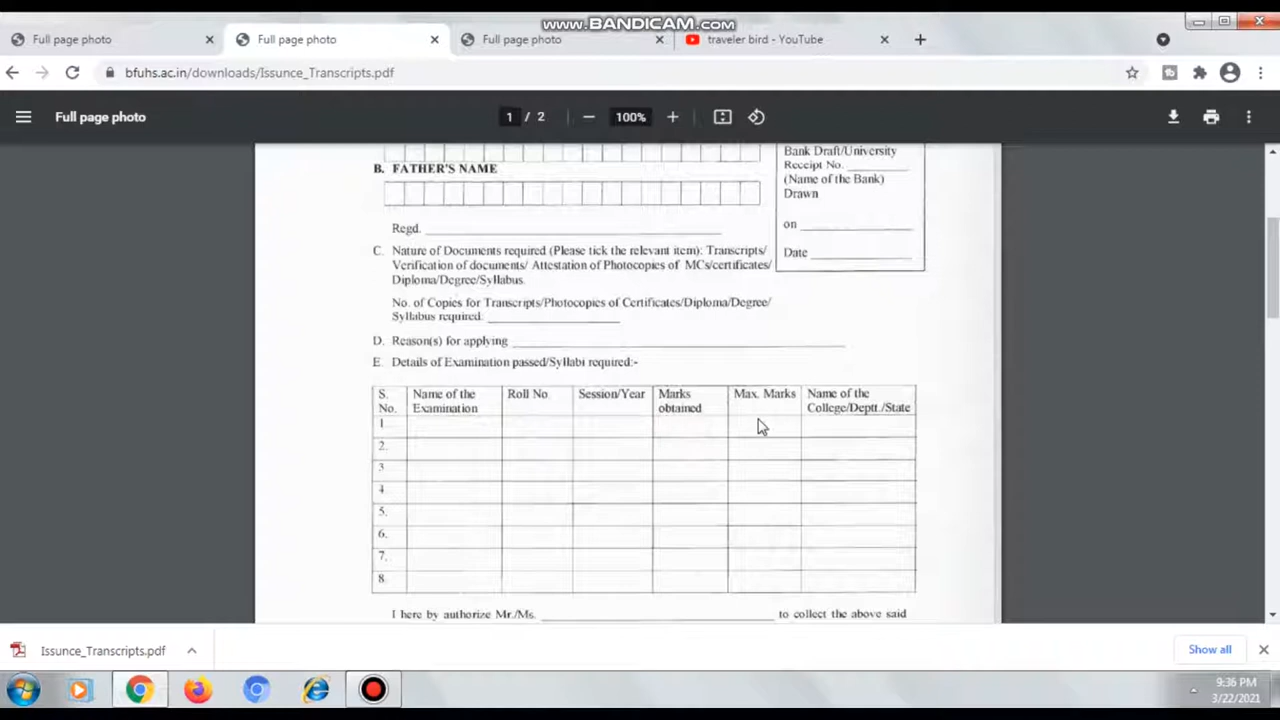 www.BANDICAM.com
Full page photo
Full page photo
Full page photo
traveler bird - YouTube
bfuhs.ac.in/downloads/Issunce_Transcripts.pdf
Full page photo
1 / 2
100%
Bank Draft/University
Receipt No.
(Name of the Bank)
Drawn
on
Date
B. FATHER'S NAME
Regd.
C. Nature of Documents required (Please tick the relevant item): Transcripts/
Verification of documents/ Attestation of Photocopies of MCs/certificates/
Diploma/Degree/Syllabus.
No. of Copies for Transcripts/Photocopies of Certificates/Diploma/Degree/
Syllabus required:
D. Reason(s) for applying
E. Details of Examination passed/Syllabi required:-
S. No. Name of the Examination Roll No Session/Year Marks obtained Max. Marks Name of the College/Deptt./State
1
2.
3
4
5.
6.
7.
8
I here by authorize Mr./Ms. to collect the above said
Issunce_Transcripts.pdf
Show all
9:36 PM
3/22/2021